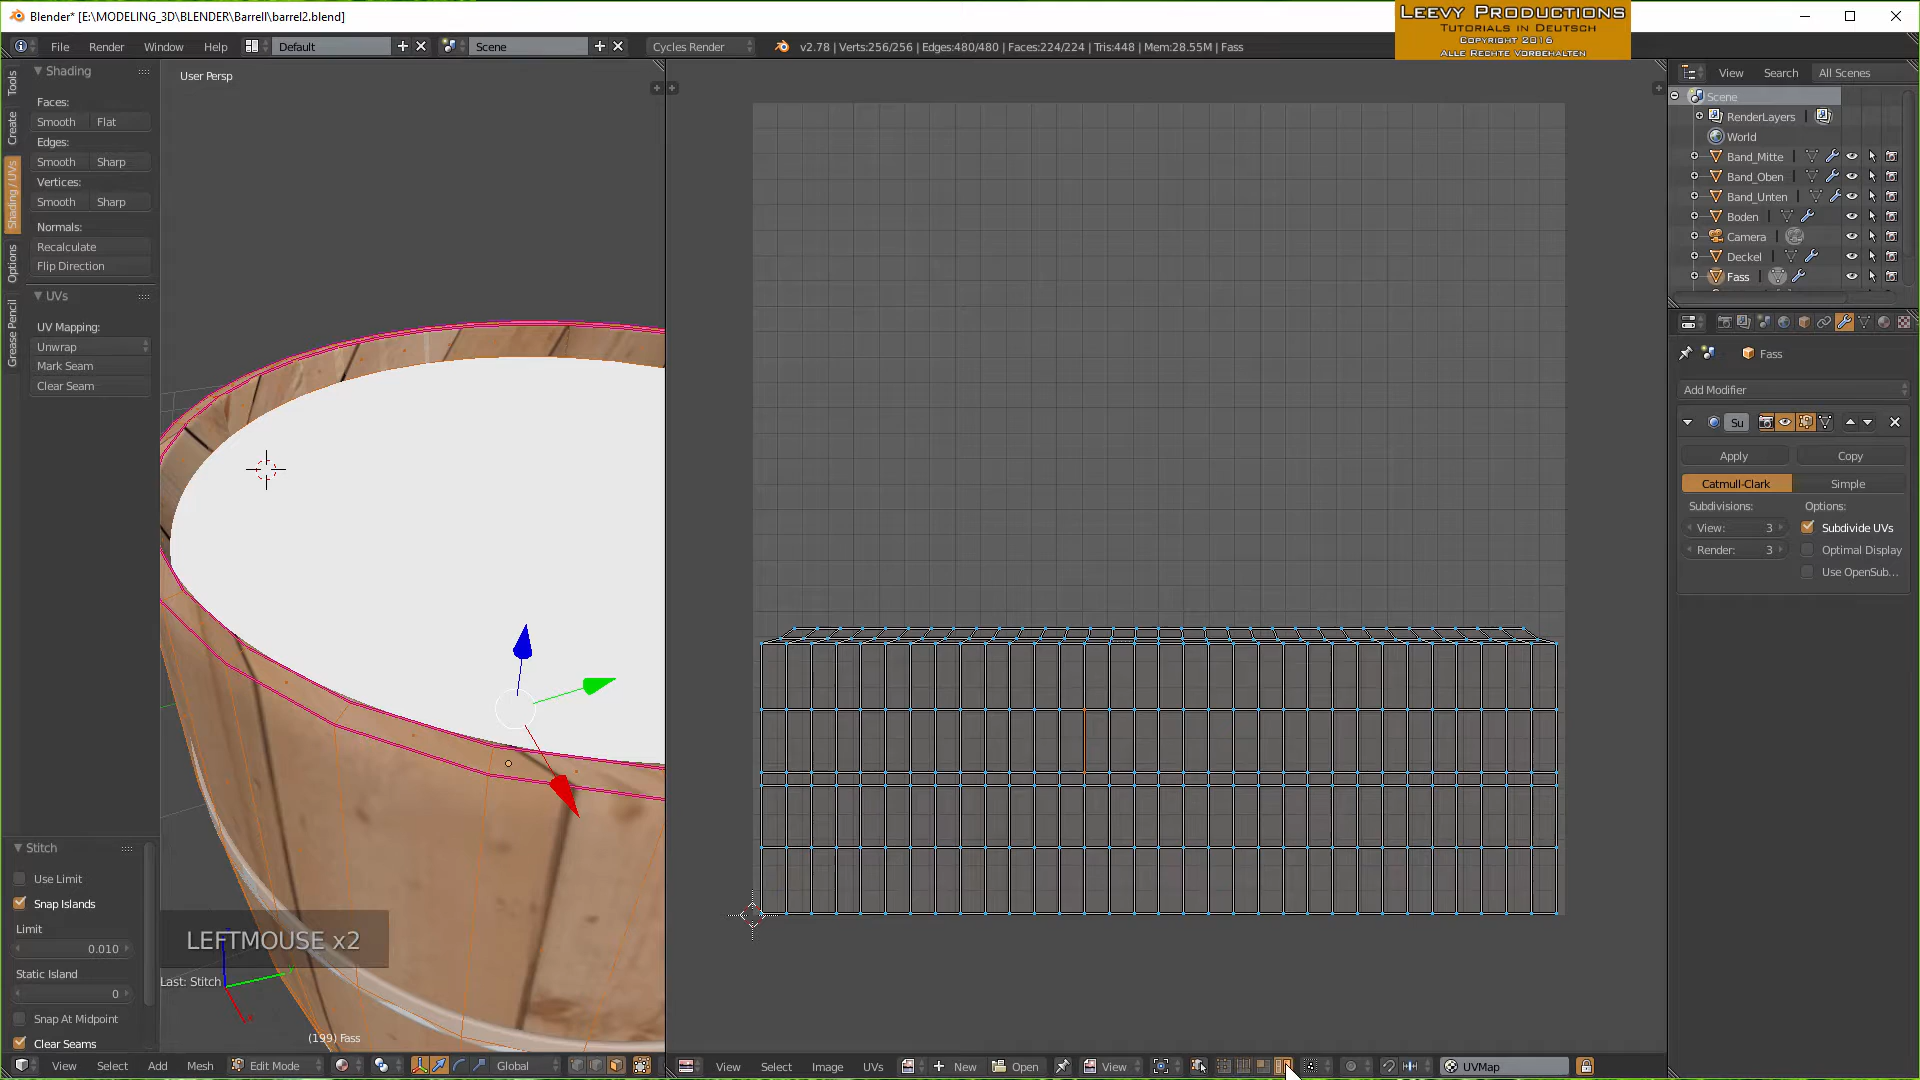 Blender* [E:\MODELING_3D\BLENDER\Barrell\barrel2.blend]
LEEVY PRODUCTIONS
TUTORIALS IN DEUTSCH
COPYRIGHT 2016
ALLE RECHTE VORBEHALTEN
File Render Window Help Default Scene Cycles Render v2.78 | Verts:256/256 | Edges:480/480 | Faces:224/224 | Tris:448 | Mem:28.55M | Fass
Tools
Create
Shading / UVs
Options
Grease Pencil
Shading
Faces:
Smooth Flat
Edges:
Smooth Sharp
Vertices:
Smooth Sharp
Normals:
Recalculate
Flip Direction
UVs
UV Mapping:
Unwrap
Mark Seam
Clear Seam
Stitch
Use Limit
Snap Islands
Limit
0.010
Static Island
0
Snap At Midpoint
Clear Seams
User Persp
LEFTMOUSE x2
Last: Stitch
(199) Fass
View Select Add Mesh Edit Mode Global
View Select Image UVs New Open View UVMap
View Search All Scenes
Scene
RenderLayers
World
Band_Mitte
Band_Oben
Band_Unten
Boden
Camera
Deckel
Fass
Fass
Add Modifier
Su
Apply Copy
Catmull-Clark Simple
Subdivisions: Options:
View: 3 Subdivide UVs
Render: 3 Optimal Display
Use OpenSub...